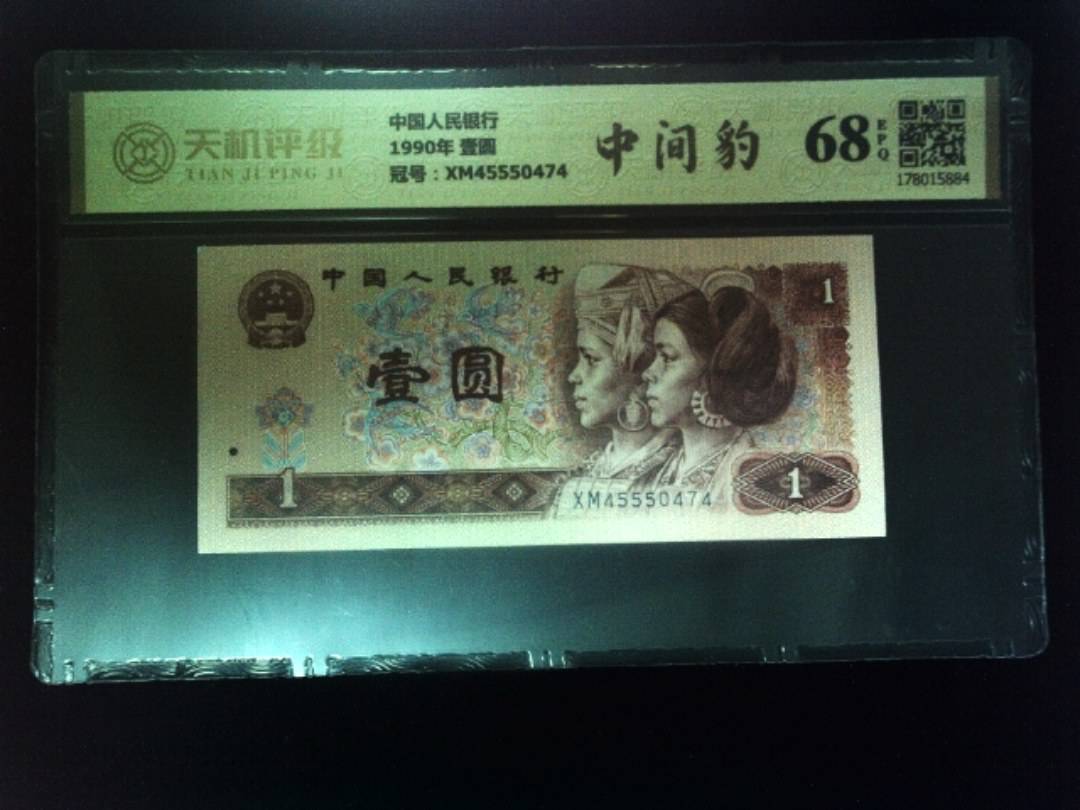 天机评级
TIAN JI PING JI
中国人民银行
1990年 壹圆
冠号：XM45550474
中间豹
68
EPQ
178015884
中国人民银行
1
壹圆
1
XM45550474
1